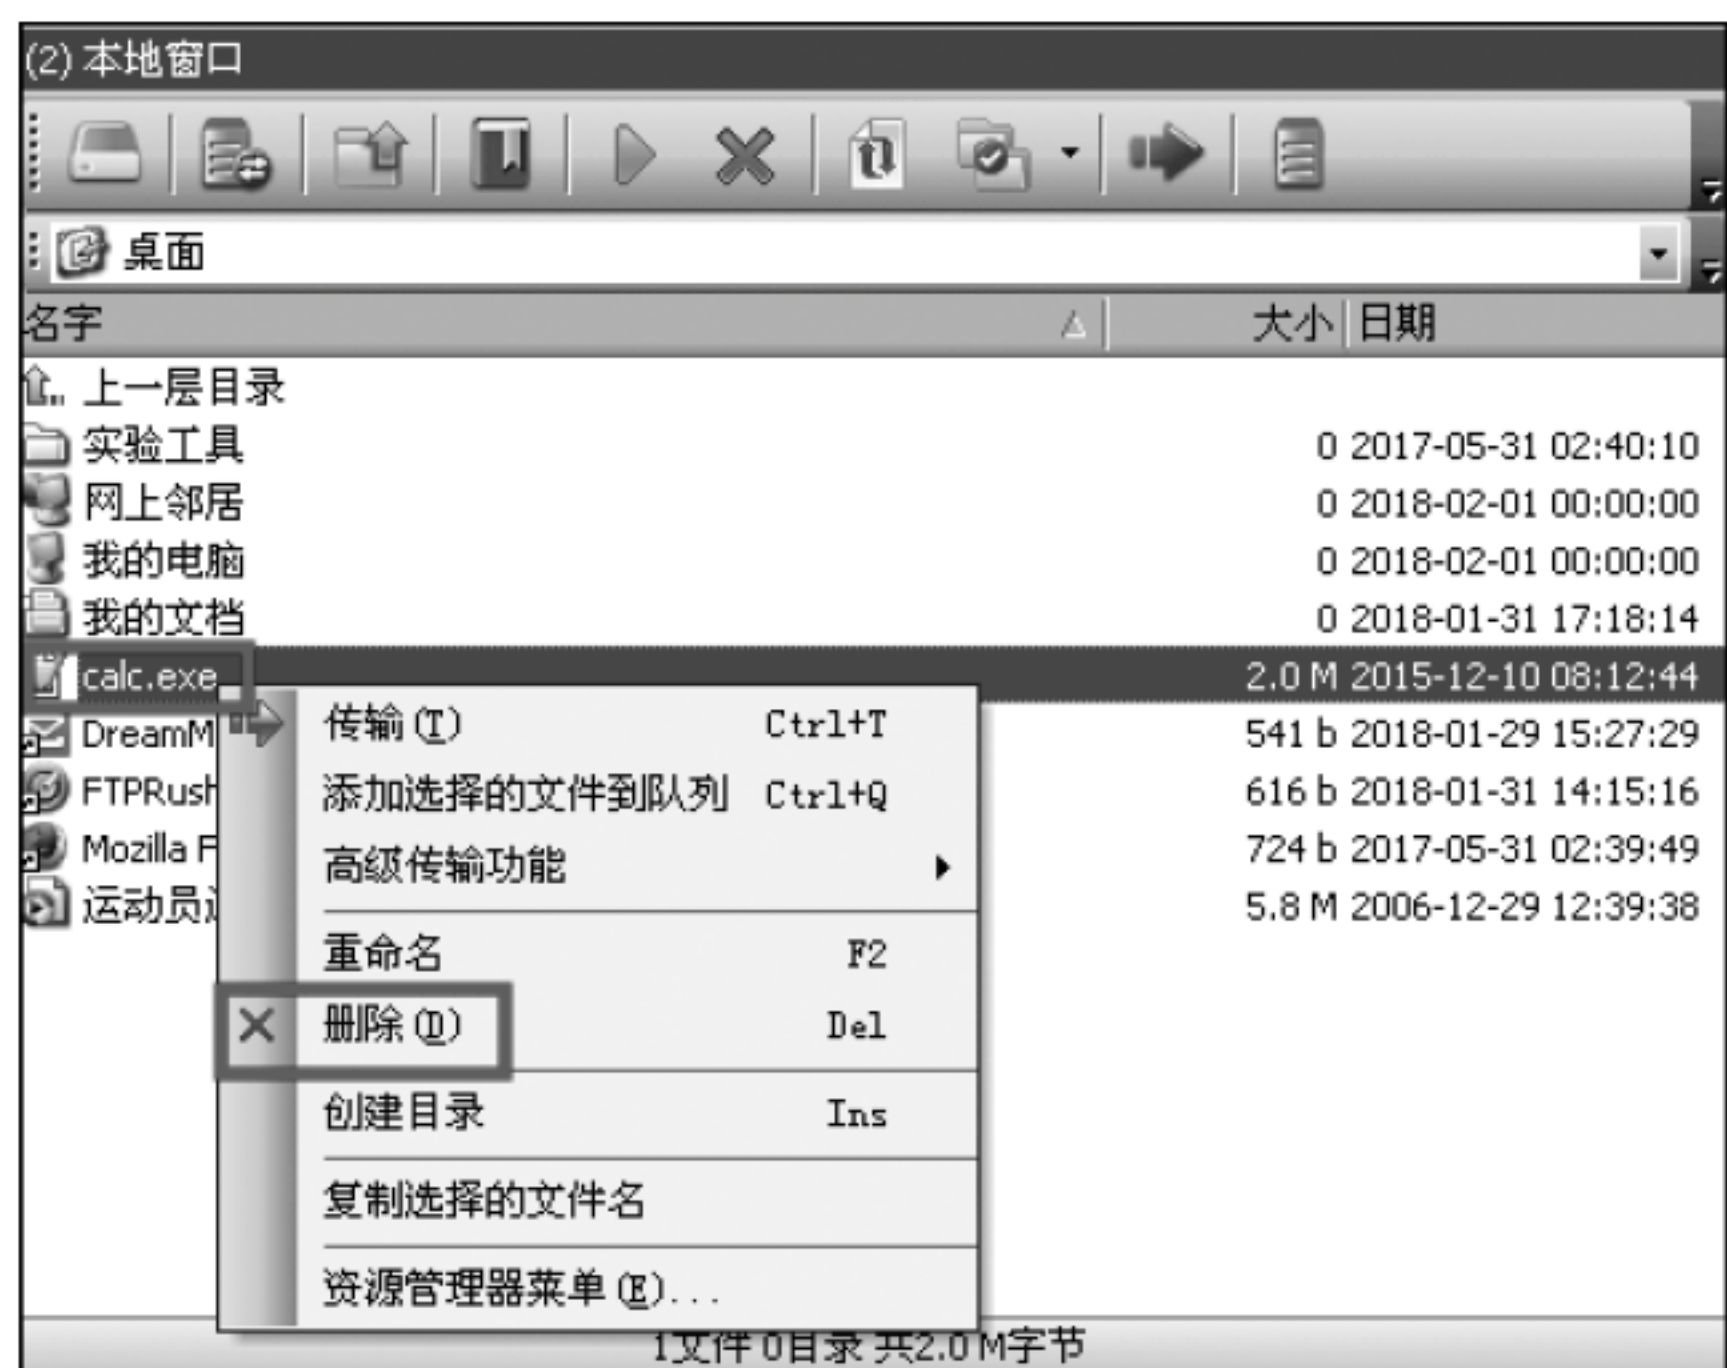 (2) 本地窗口
桌面
名字 大小 日期
上一层目录
实验工具 0 2017-05-31 02:40:10
网上邻居 0 2018-02-01 00:00:00
我的电脑 0 2018-02-01 00:00:00
我的文档 0 2018-01-31 17:18:14
calc.exe 2.0 M 2015-12-10 08:12:44
DreamM 541 b 2018-01-29 15:27:29
FTPRush 616 b 2018-01-31 14:15:16
Mozilla F 724 b 2017-05-31 02:39:49
运动员 5.8 M 2006-12-29 12:39:38
传输(T) Ctrl+T
添加选择的文件到队列 Ctrl+Q
高级传输功能
重命名 F2
删除(D) Del
创建目录 Ins
复制选择的文件名
资源管理器菜单(E)...
1文件 0目录 共2.0 M字节